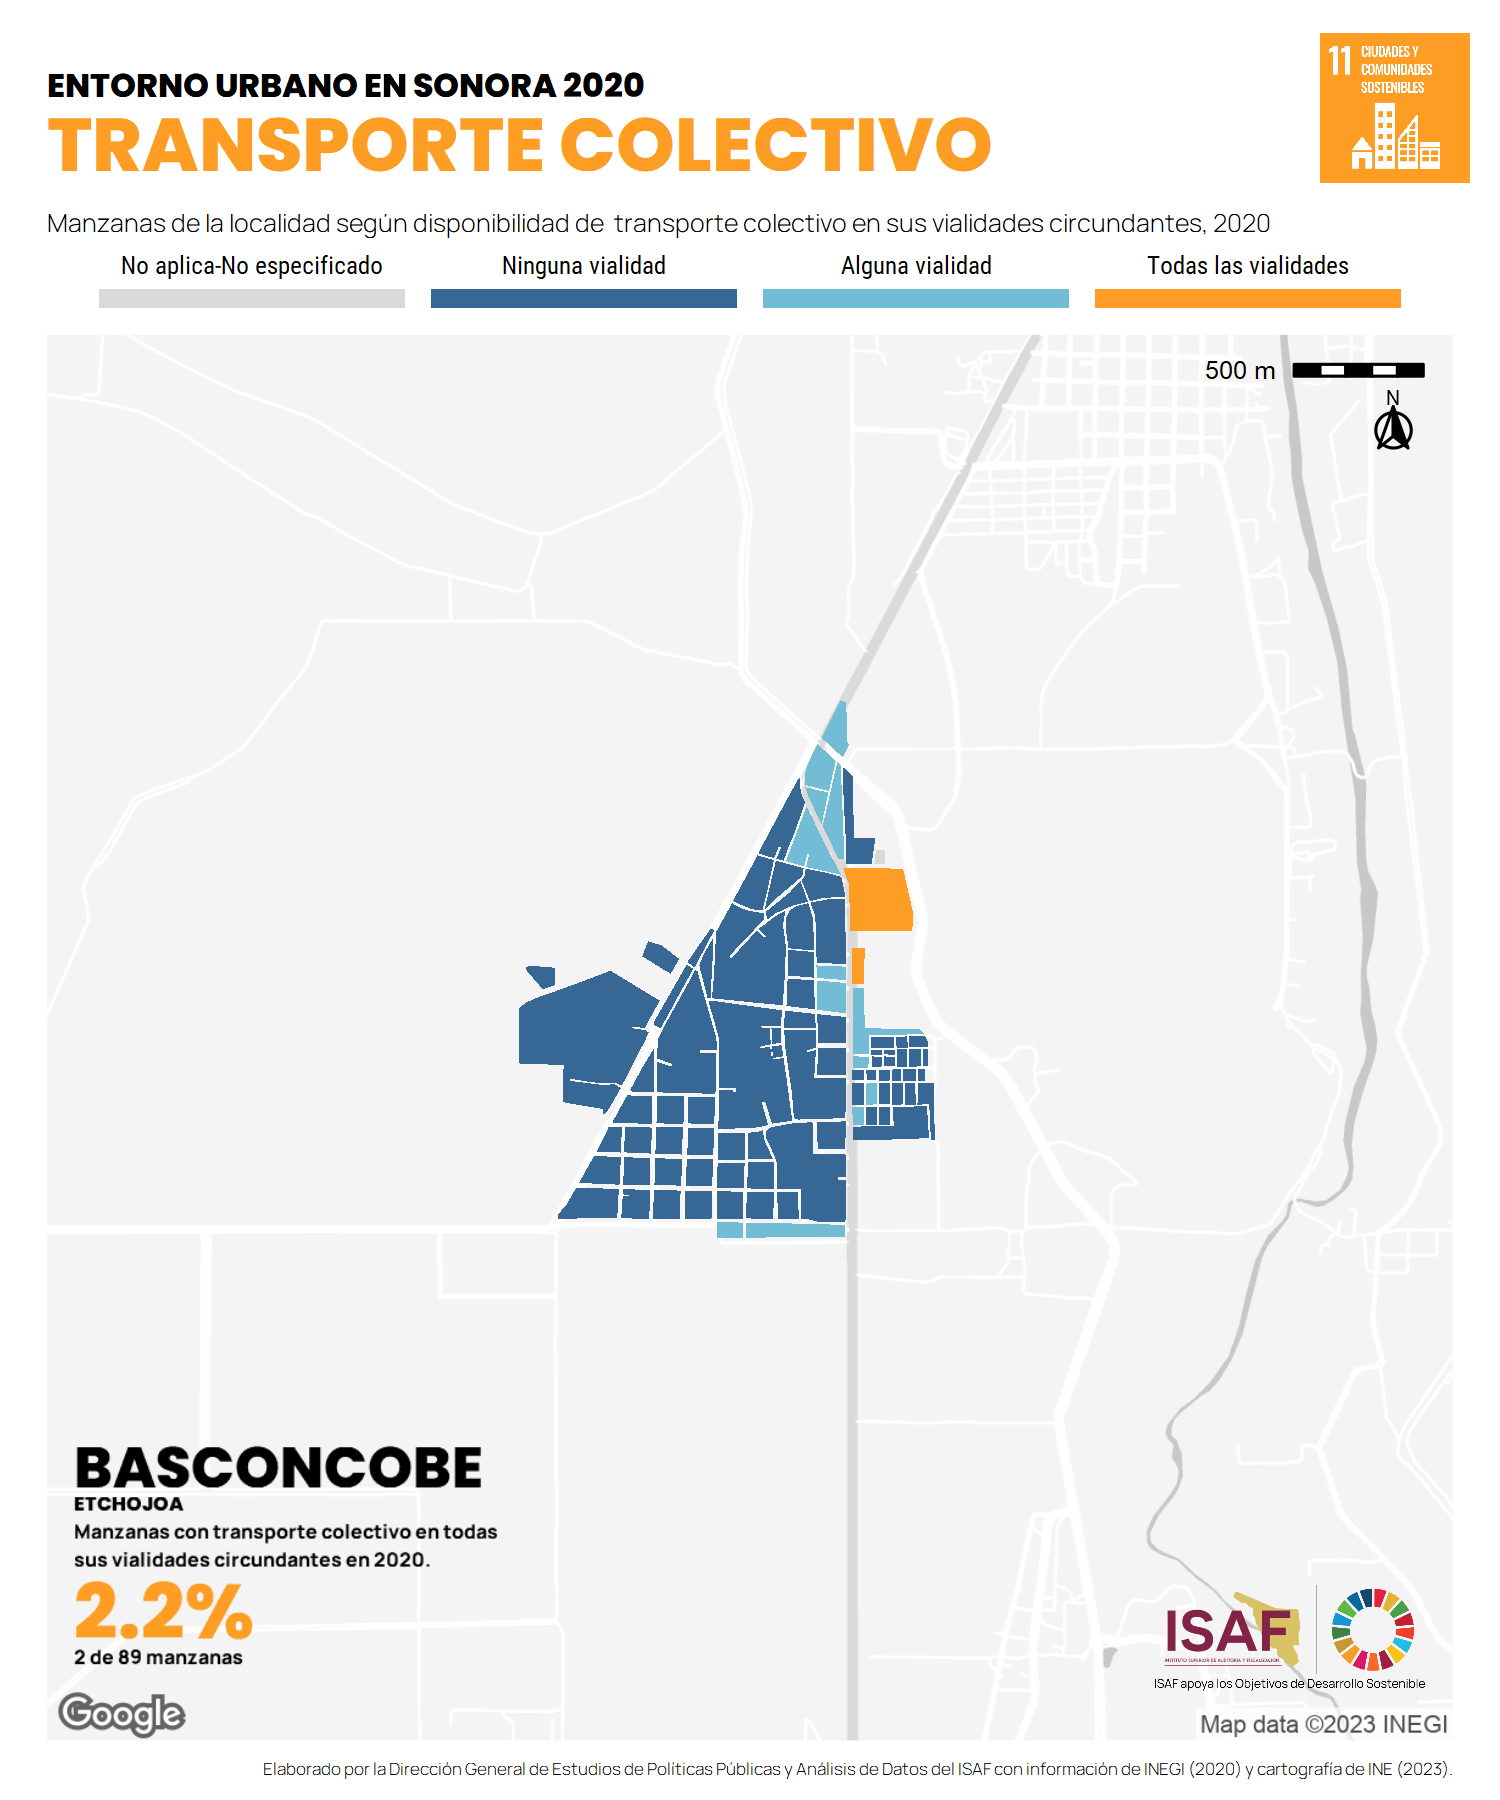 ENTORNO URBANO EN SONORA 2020
TRANSPORTE COLECTIVO
11 CIUDADES Y
COMUNIDADES
SOSTENIBLES
Manzanas de la localidad según disponibilidad de transporte colectivo en sus vialidades circundantes, 2020
No aplica-No especificado
Ninguna vialidad
Alguna vialidad
Todas las vialidades
500 m
N
BASCONCOBE
ETCHOJOA
Manzanas con transporte colectivo en todas
sus vialidades circundantes en 2020.
2.2%
2 de 89 manzanas
ISAF
INSTITUTO SUPERIOR DE AUDITORÍA Y FISCALIZACIÓN
ISAF apoya los Objetivos de Desarrollo Sostenible
Google
Map data ©2023 INEGI
Elaborado por la Dirección General de Estudios de Políticas Públicas y Análisis de Datos del ISAF con información de INEGI (2020) y cartografía de INE (2023).